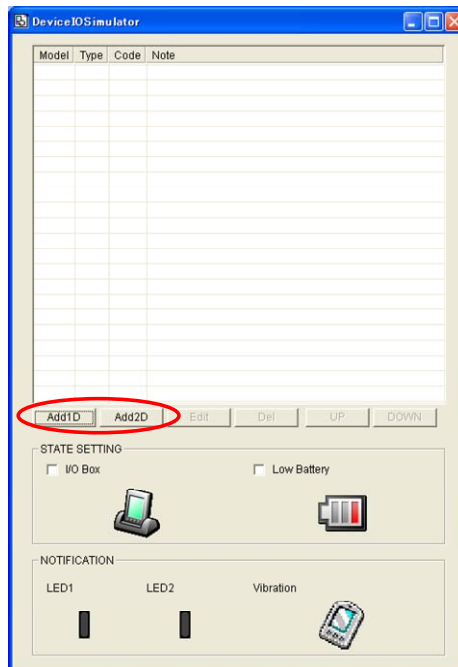 DeviceIOSimulator
Model Type Code Note
Add1D Add2D Edit Del UP DOWN
STATE SETTING
I/O Box Low Battery
NOTIFICATION
LED1 LED2 Vibration